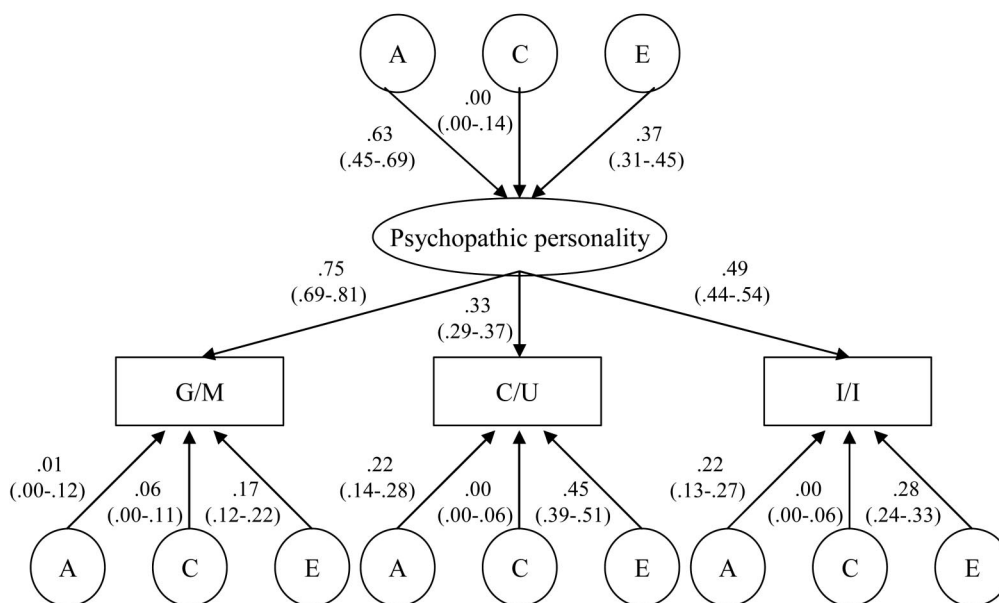 A
C
E
.00
(.00-.14)
.63
(.45-.69)
.37
(.31-.45)
Psychopathic personality
.75
(.69-.81)
.33
(.29-.37)
.49
(.44-.54)
G/M
C/U
I/I
.01
(.00-.12)
.06
(.00-.11)
.17
(.12-.22)
.22
(.14-.28)
.00
(.00-.06)
.45
(.39-.51)
.22
(.13-.27)
.00
(.00-.06)
.28
(.24-.33)
A
C
E
A
C
E
A
C
E